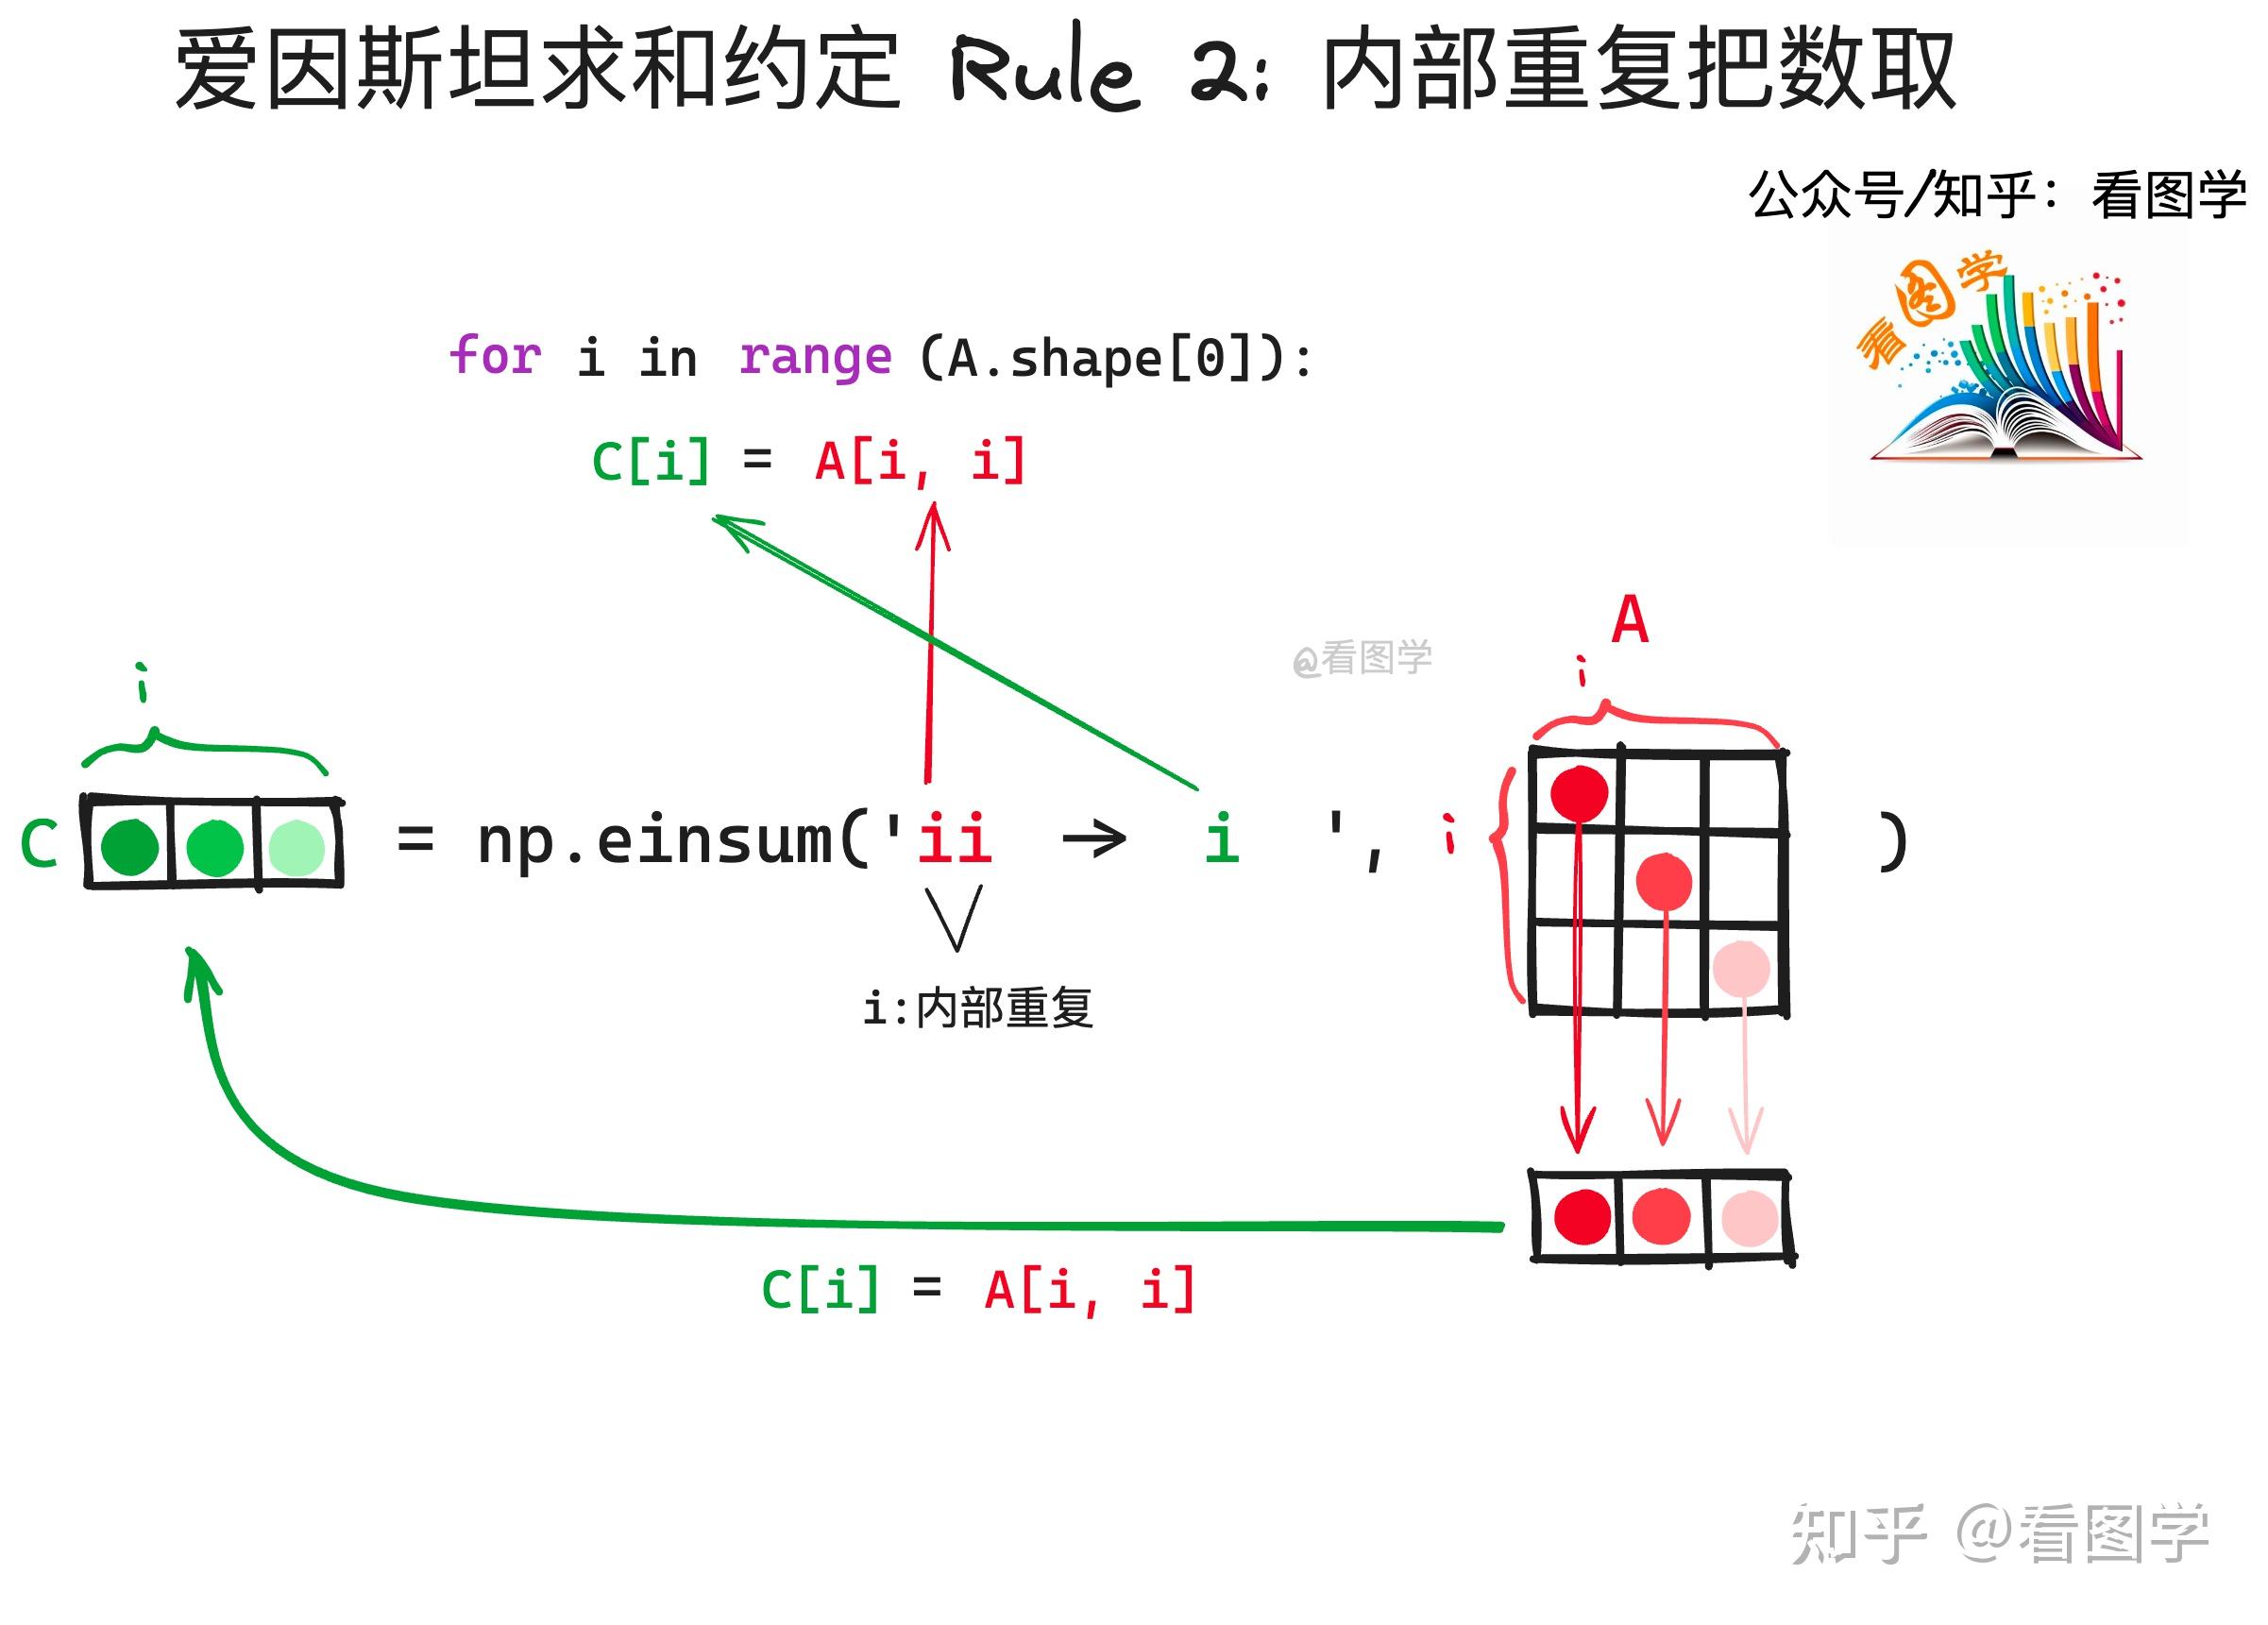 爱因斯坦求和约定 Rule 2: 内部重复把数取
公众号/知乎: 看图学
看图学
for i in range (A.shape[0]):
C[i] = A[i, i]
@看图学
A
i
i
C = np.einsum('ii -> i ', i )
i:内部重复
C[i] = A[i, i]
知乎 @看图学